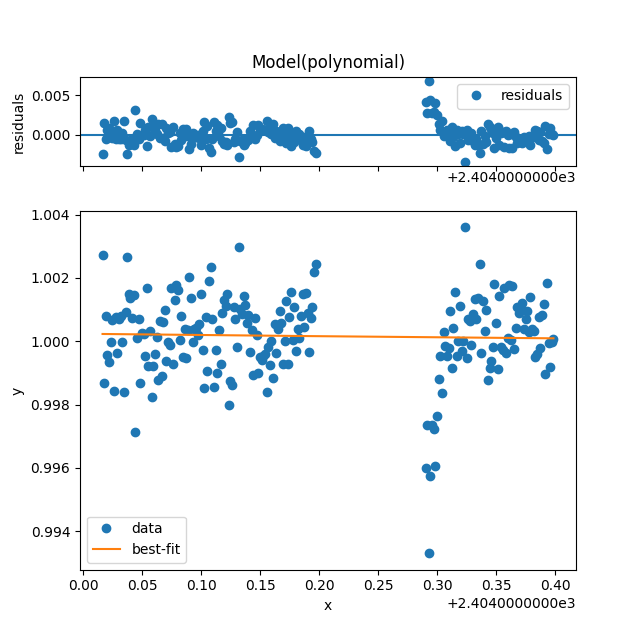 Model(polynomial)
0.005
0.000
residuals
residuals
+2.4040000000e3
1.004
1.002
1.000
0.998
0.996
0.994
y
data
best-fit
0.00 0.05 0.10 0.15 0.20 0.25 0.30 0.35 0.40
x
+2.4040000000e3